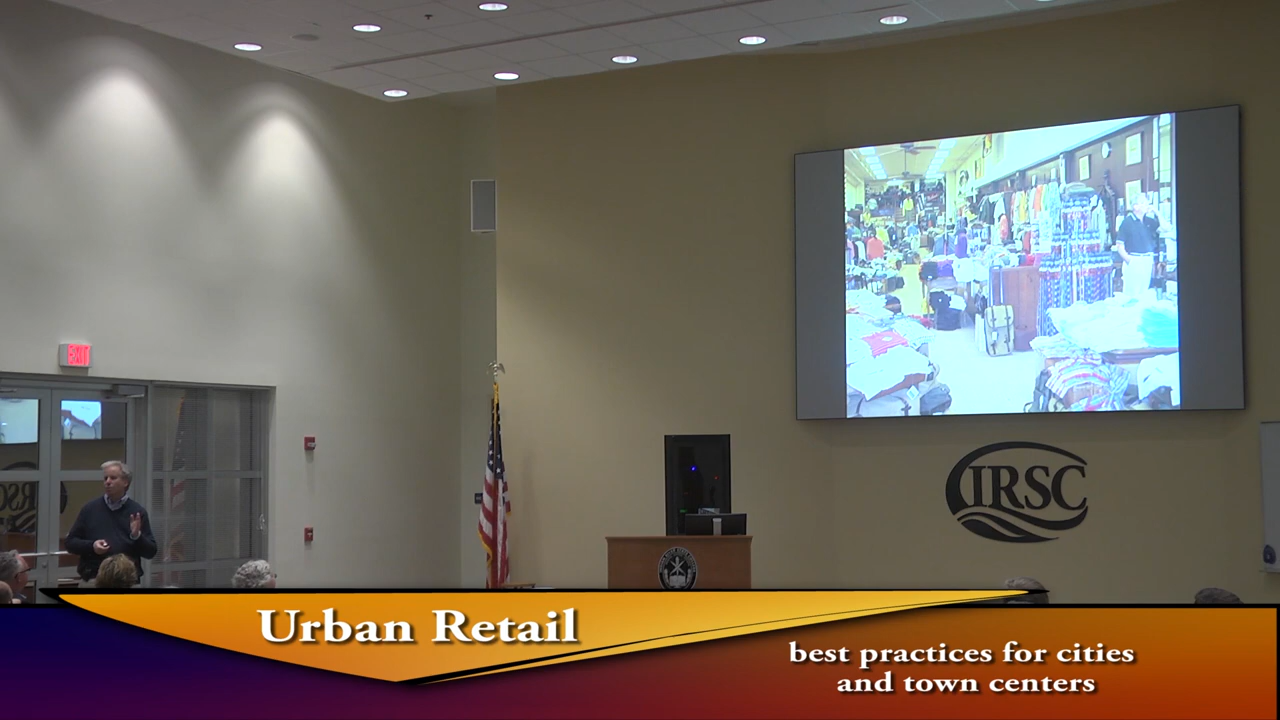 EXIT
IRSC
Urban Retail
best practices for cities
and town centers